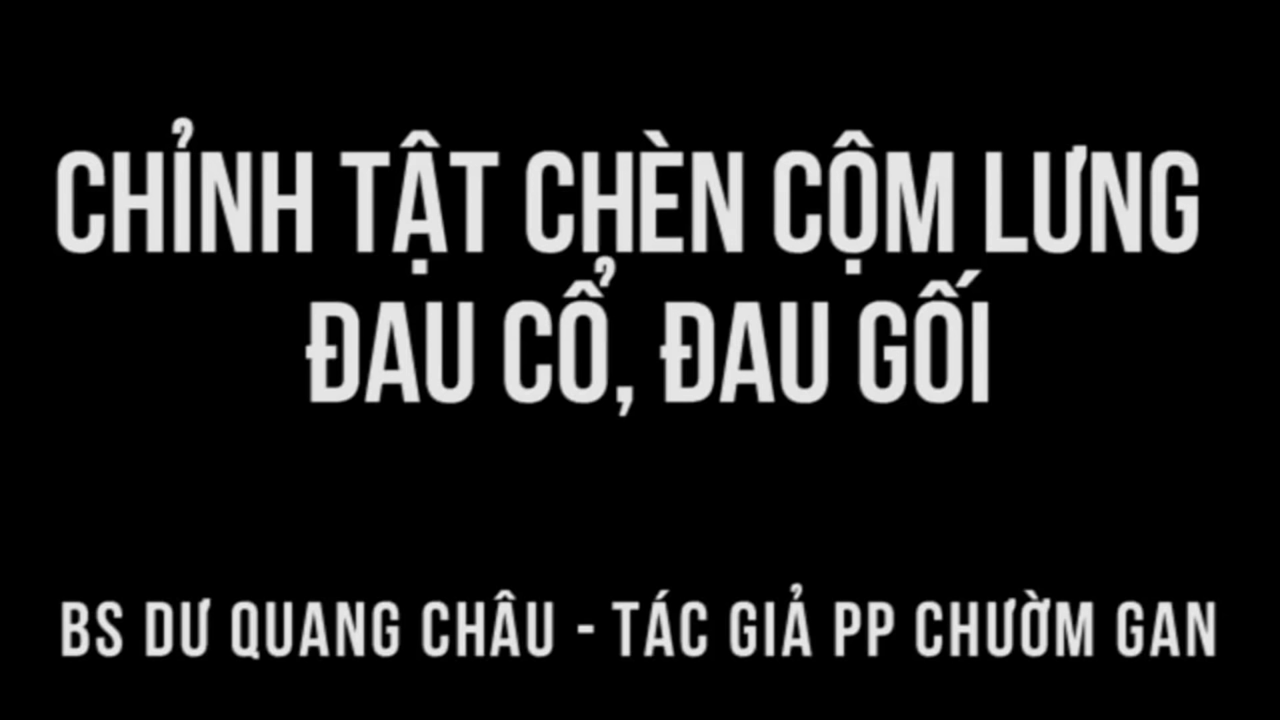 CHỈNH TẬT CHÈN CỘM LƯNG
ĐAU CỔ, ĐAU GỐI
BS DƯ QUANG CHÂU - TÁC GIẢ PP CHƯỜM GAN